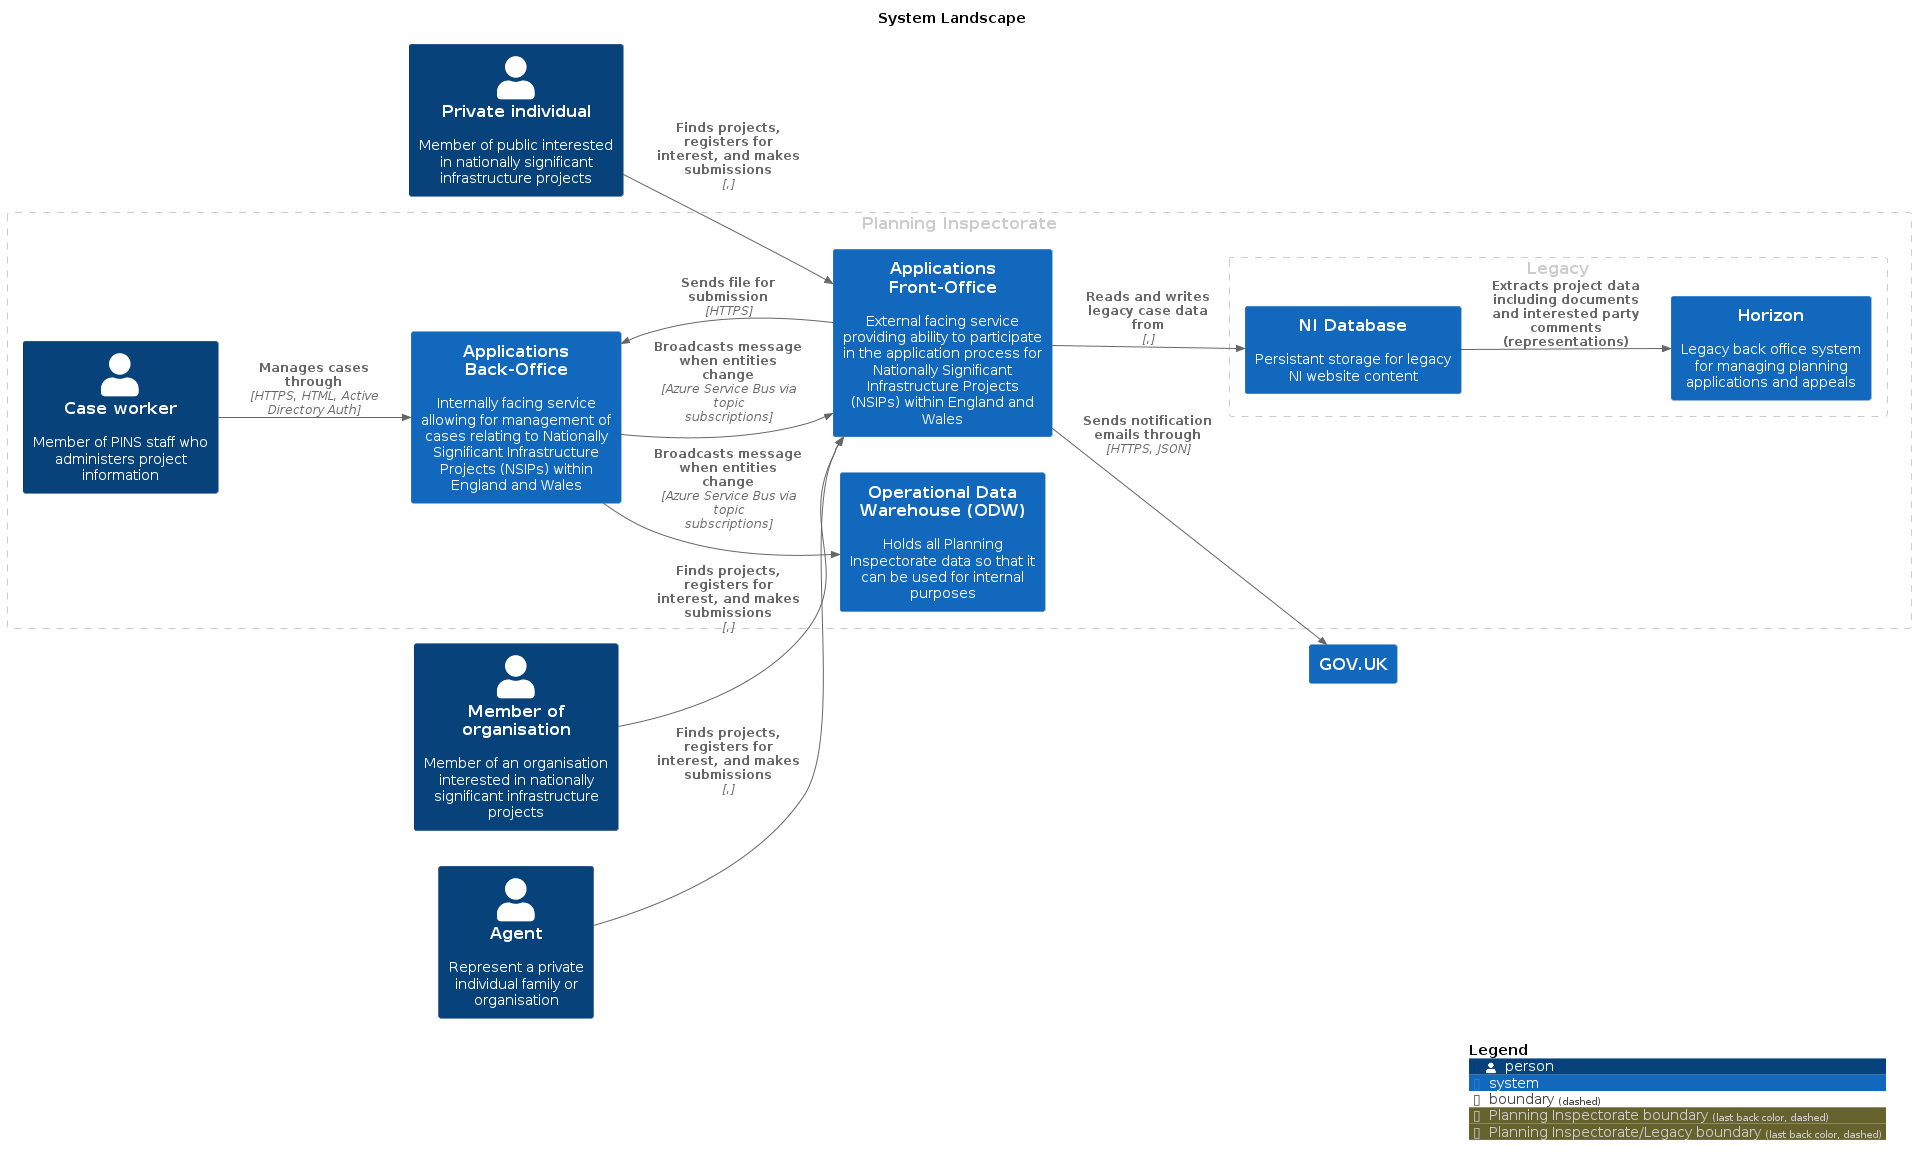 System Landscape
Private individual
Member of public interested
in nationally significant
infrastructure projects
Finds projects,
registers for
interest, and makes
submissions
[,]
Planning Inspectorate
Case worker
Member of PINS staff who
administers project
information
Manages cases
through
[HTTPS, HTML, Active
Directory Auth]
Applications
Back-Office
Internally facing service
allowing for management of
cases relating to Nationally
Significant Infrastructure
Projects (NSIPs) within
England and Wales
Sends file for
submission
[HTTPS]
Broadcasts message
when entities
change
[Azure Service Bus via
topic
subscriptions]
Broadcasts message
when entities
change
[Azure Service Bus via
topic
subscriptions]
Applications
Front-Office
External facing service
providing ability to participate
in the application process for
Nationally Significant
Infrastructure Projects
(NSIPs) within England and
Wales
Operational Data
Warehouse (ODW)
Holds all Planning
Inspectorate data so that it
can be used for internal
purposes
Reads and writes
legacy case data
from
[,]
Sends notification
emails through
[HTTPS, JSON]
Legacy
NI Database
Persistant storage for legacy
NI website content
Extracts project data
including documents
and interested party
comments
(representations)
Horizon
Legacy back office system
for managing planning
applications and appeals
GOV.UK
Finds projects,
registers for
interest, and makes
submissions
[,]
Member of
organisation
Member of an organisation
interested in nationally
significant infrastructure
projects
Finds projects,
registers for
interest, and makes
submissions
[,]
Agent
Represent a private
individual family or
organisation
Legend
person
system
boundary (dashed)
Planning Inspectorate boundary (last back color, dashed)
Planning Inspectorate/Legacy boundary (last back color, dashed)